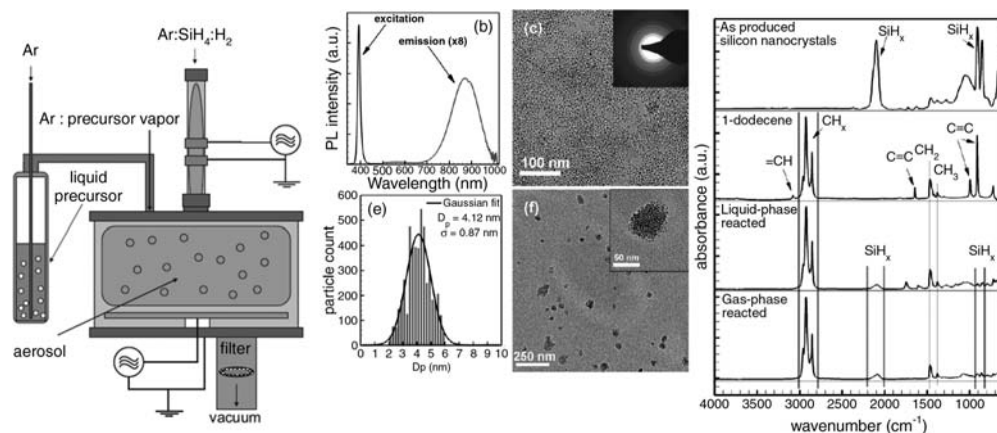 Ar
Ar:SiH4:H2
Ar : precursor vapor
liquid
precursor
aerosol
filter
vacuum
(b)
excitation
emission (x8)
PL intensity (a.u.)
400 500 600 700 800 900 1000
Wavelength (nm)
(e)
Gaussian fit
Dp = 4.12 nm
σ = 0.87 nm
particle count
600
500
400
300
200
100
0
0 1 2 3 4 5 6 7 8 9 10
Dp (nm)
(c)
100 nm
(f)
50 nm
250 nm
As produced
silicon nanocrystals
SiHx
SiHx
1-dodecene
CHx
=CH
C=C
CH2
C=C
CH3
Liquid-phase
reacted
SiHx
SiHx
Gas-phase
reacted
absorbance (a.u.)
4000 3000 2000 1000
wavenumber (cm-1)